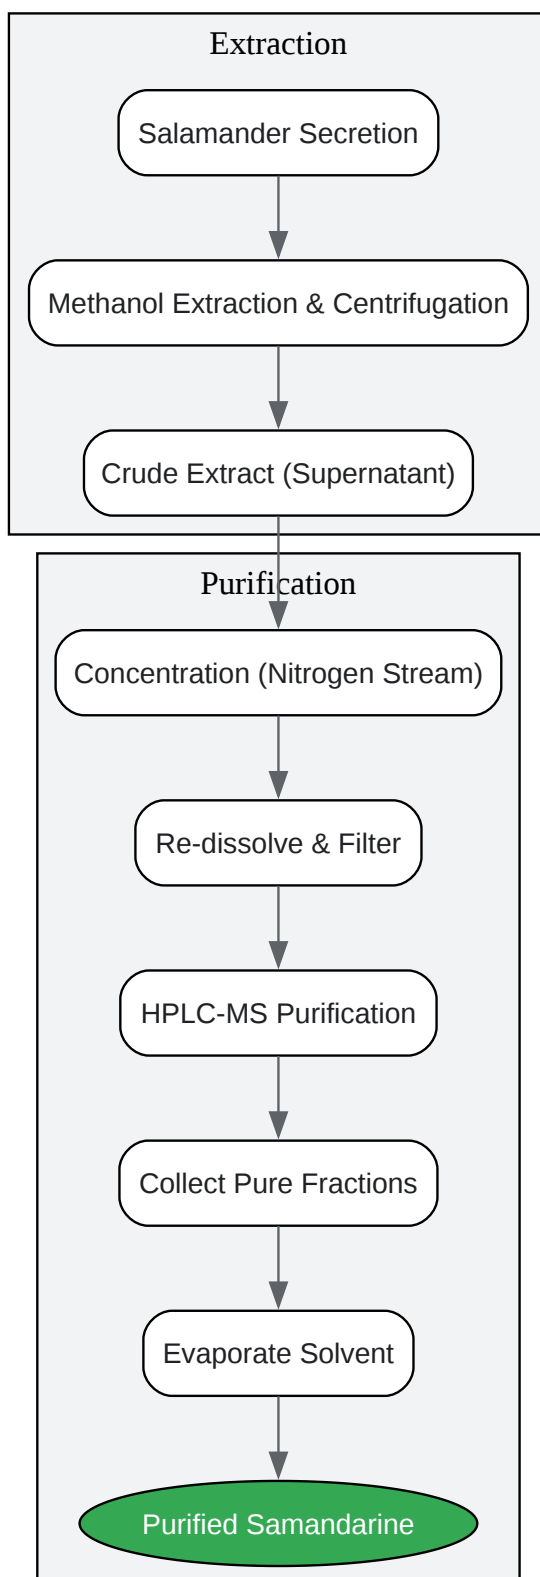 Extraction
Salamander Secretion
Methanol Extraction & Centrifugation
Crude Extract (Supernatant)
Purification
Concentration (Nitrogen Stream)
Re-dissolve & Filter
HPLC-MS Purification
Collect Pure Fractions
Evaporate Solvent
Purified Samandarine